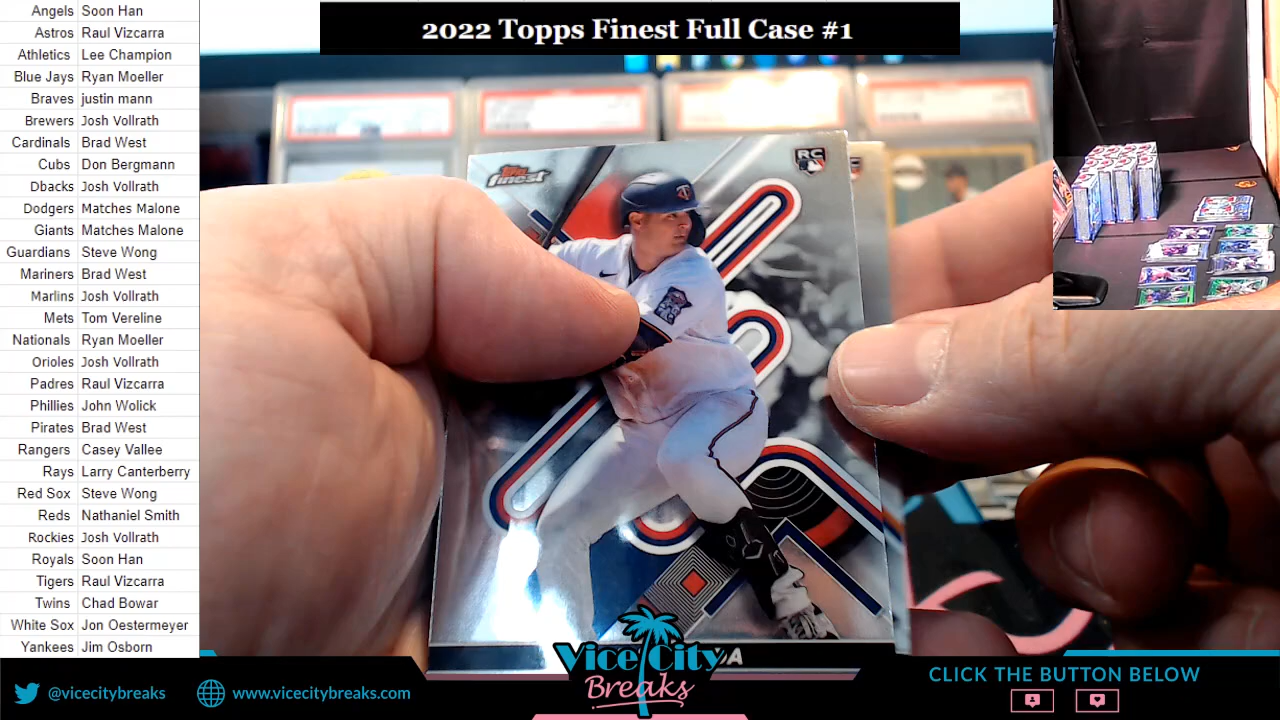 2022 Topps Finest Full Case #1
Angels Soon Han
Astros Raul Vizcarra
Athletics Lee Champion
Blue Jays Ryan Moeller
Braves justin mann
Brewers Josh Vollrath
Cardinals Brad West
Cubs Don Bergmann
Dbacks Josh Vollrath
Dodgers Matches Malone
Giants Matches Malone
Guardians Steve Wong
Mariners Brad West
Marlins Josh Vollrath
Mets Tom Vereline
Nationals Ryan Moeller
Orioles Josh Vollrath
Padres Raul Vizcarra
Phillies John Wolick
Pirates Brad West
Rangers Casey Vallee
Rays Larry Canterberry
Red Sox Steve Wong
Reds Nathaniel Smith
Rockies Josh Vollrath
Royals Soon Han
Tigers Raul Vizcarra
Twins Chad Bowar
White Sox Jon Oestermeyer
Yankees Jim Osborn
Topps
finest
RC
Vice City
Breaks
@vicecitybreaks
www.vicecitybreaks.com
CLICK THE BUTTON BELOW